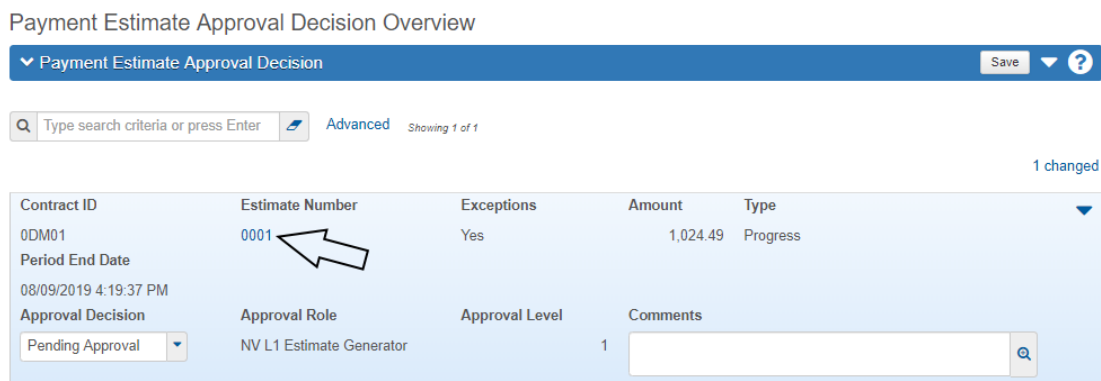 Payment Estimate Approval Decision Overview
Payment Estimate Approval Decision Save ?
Type search criteria or press Enter Advanced Showing 1 of 1
1 changed
Contract ID Estimate Number Exceptions Amount Type
0DM01 0001 Yes 1,024.49 Progress
Period End Date
08/09/2019 4:19:37 PM
Approval Decision Approval Role Approval Level Comments
Pending Approval NV L1 Estimate Generator 1